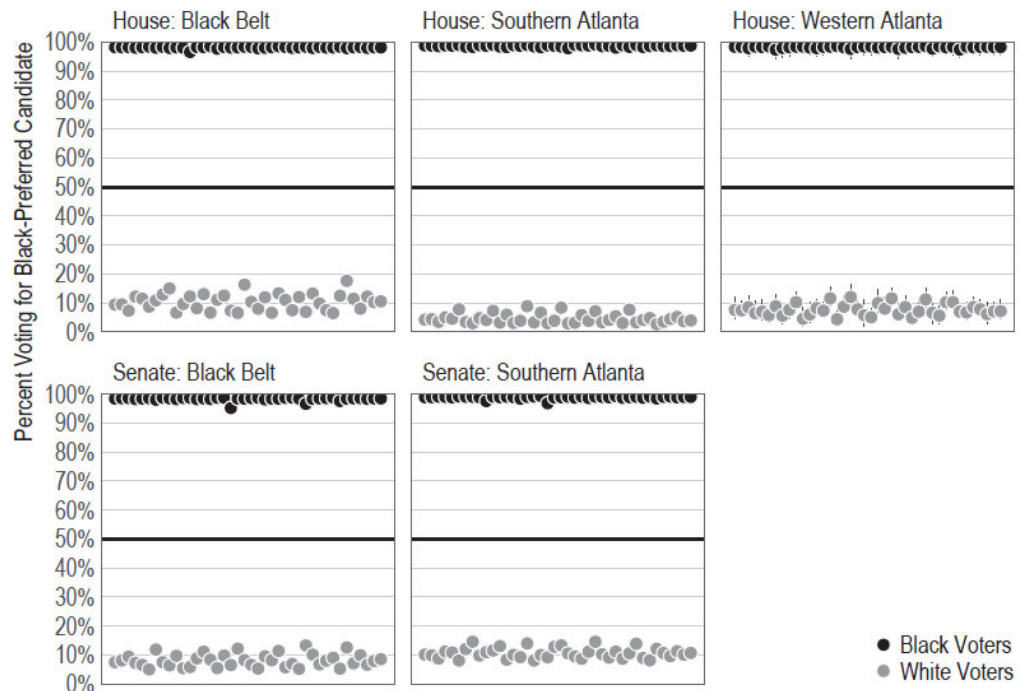 Percent Voting for Black-Preferred Candidate
House: Black Belt
House: Southern Atlanta
House: Western Atlanta
100%
90%
80%
70%
60%
50%
40%
30%
20%
10%
0%
Senate: Black Belt
Senate: Southern Atlanta
100%
90%
80%
70%
60%
50%
40%
30%
20%
10%
0%
Black Voters
White Voters